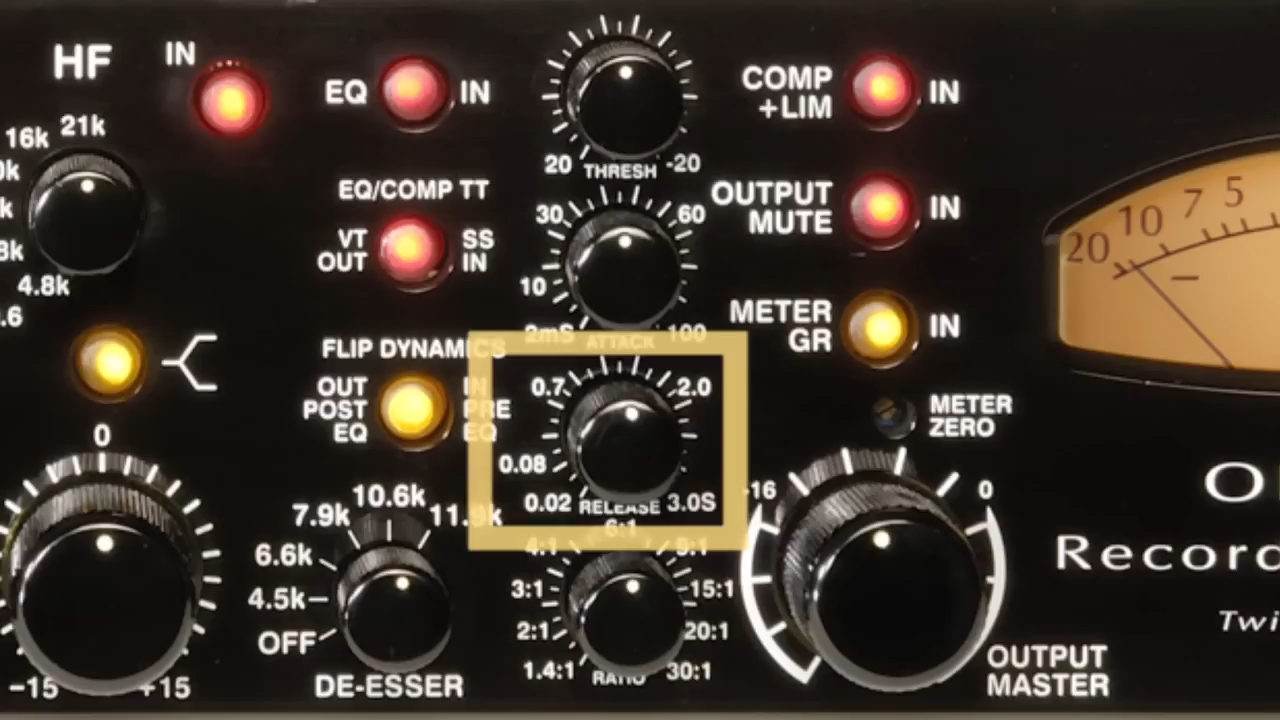 HF
IN
21k
16k
4.8k
.6
0
−15 +15
EQ IN
EQ/COMP TT
VT OUT
SS IN
FLIP DYNAMICS
OUT POST EQ
IN PRE EQ
10.6k
7.9k
11.9k
6.6k
4.5k
OFF
DE-ESSER
20 THRESH -20
30 60
10
2mS ATTACK 100
0.7 2.0
0.08
0.02 RELEASE 3.0S
6:1
4:1 9:1
3:1 15:1
2:1 20:1
1.4:1 RATIO 30:1
COMP
+LIM
IN
OUTPUT
MUTE
IN
METER
GR
IN
METER
ZERO
-16 0
OUTPUT
MASTER
20 10 7 5
Record